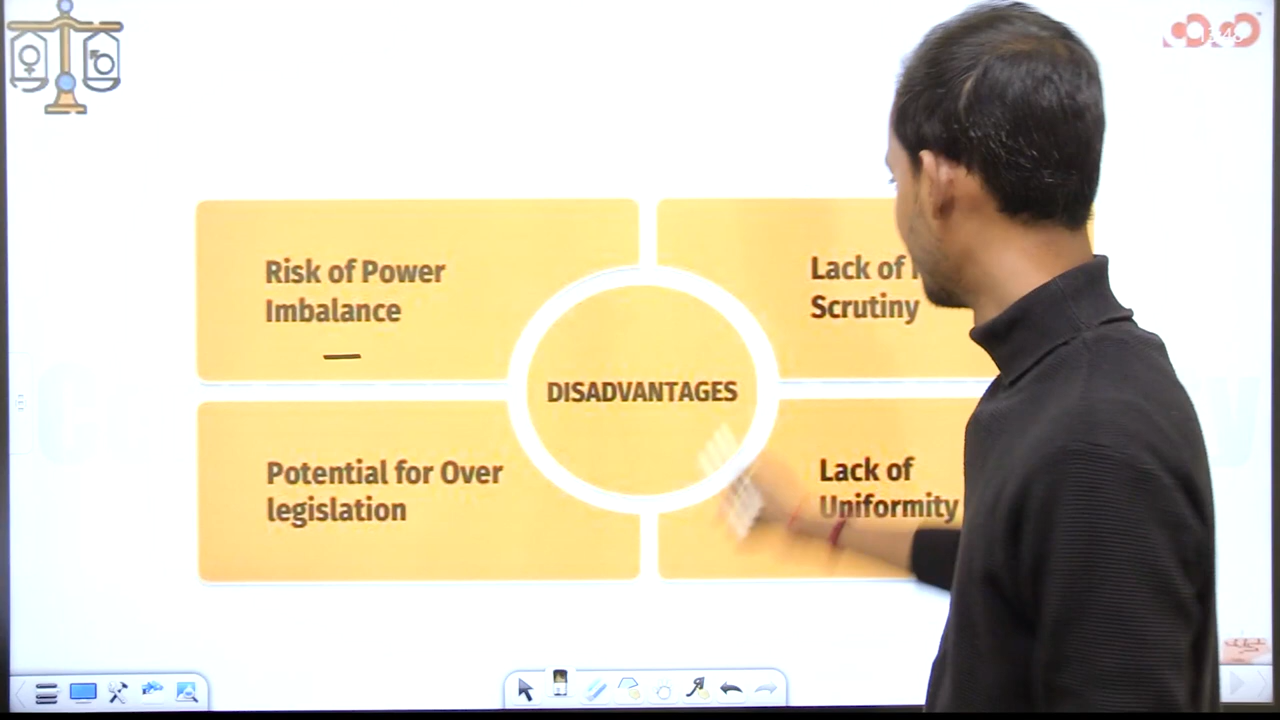 Risk of Power
Imbalance
Lack of
Scrutiny
DISADVANTAGES
Potential for Over
legislation
Lack of
Uniformity